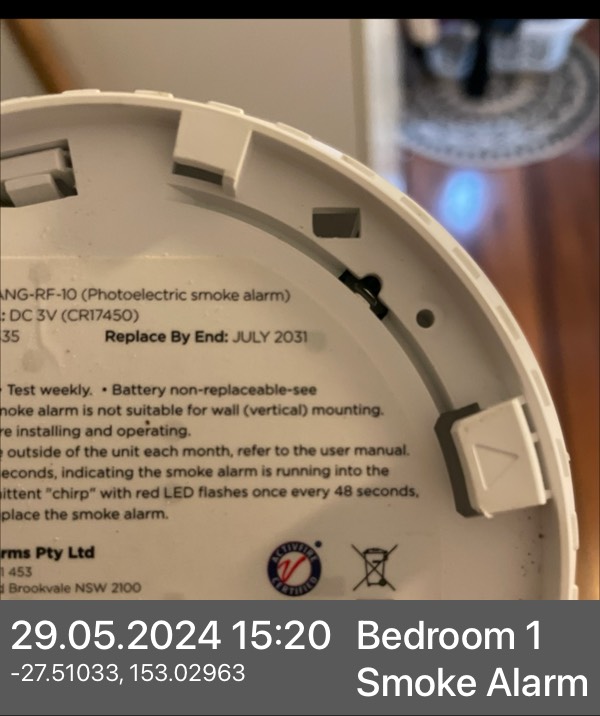 ANG-RF-10 (Photoelectric smoke alarm)
: DC 3V (CR17450)
35 Replace By End: JULY 2031
• Test weekly. • Battery non-replaceable-see
moke alarm is not suitable for wall (vertical) mounting.
re installing and operating.
e outside of the unit each month, refer to the user manual.
econds, indicating the smoke alarm is running into the
ittent "chirp" with red LED flashes once every 48 seconds,
place the smoke alarm.
rms Pty Ltd
1 453
d Brookvale NSW 2100
ACTIVFIRE
CERTIFIED
29.05.2024 15:20
-27.51033, 153.02963
Bedroom 1
Smoke Alarm